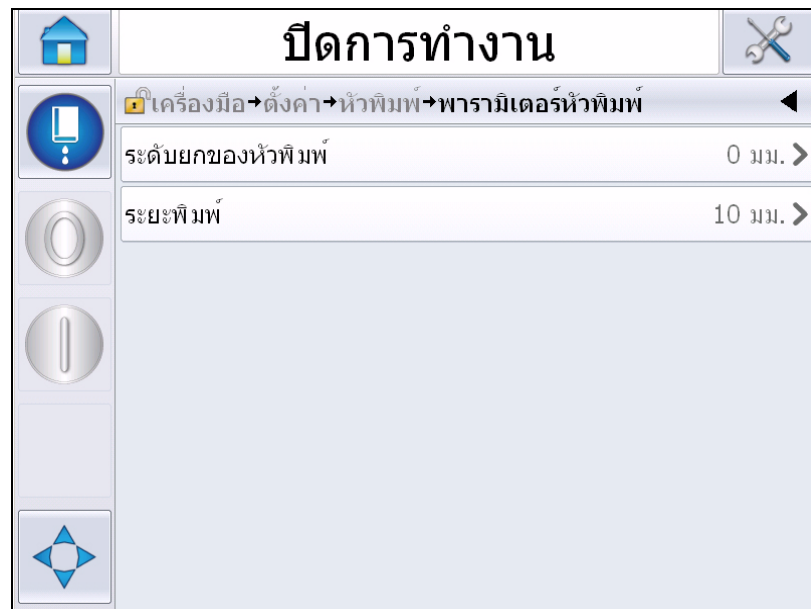 ปิดการทำงาน
เครื่องมือ→ตั้งค่า→หัวพิมพ์→พารามิเตอร์หัวพิมพ์
ระดับยกของหัวพิมพ์ 0 มม.
ระยะพิมพ์ 10 มม.